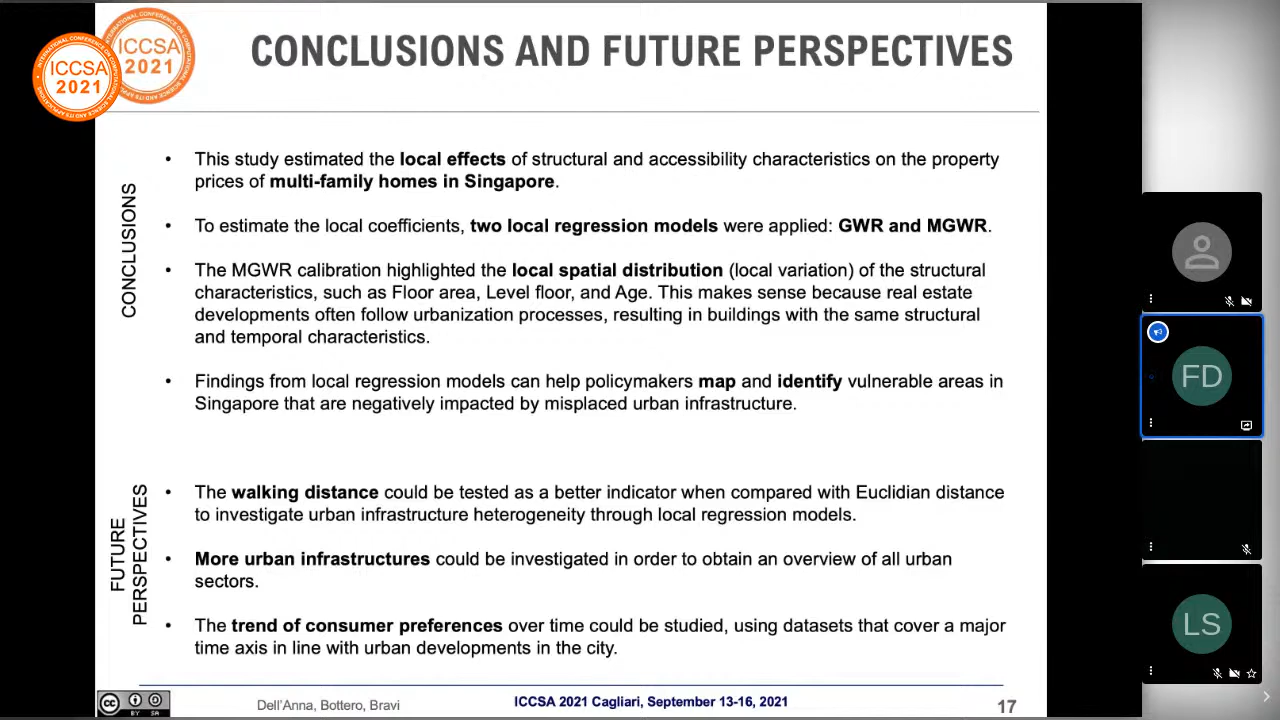 ICCSA
2021
ICCSA
2021
CONCLUSIONS AND FUTURE PERSPECTIVES
CONCLUSIONS
• This study estimated the local effects of structural and accessibility characteristics on the property
prices of multi-family homes in Singapore.
• To estimate the local coefficients, two local regression models were applied: GWR and MGWR.
• The MGWR calibration highlighted the local spatial distribution (local variation) of the structural
characteristics, such as Floor area, Level floor, and Age. This makes sense because real estate
developments often follow urbanization processes, resulting in buildings with the same structural
and temporal characteristics.
• Findings from local regression models can help policymakers map and identify vulnerable areas in
Singapore that are negatively impacted by misplaced urban infrastructure.
FUTURE
PERSPECTIVES
• The walking distance could be tested as a better indicator when compared with Euclidian distance
to investigate urban infrastructure heterogeneity through local regression models.
• More urban infrastructures could be investigated in order to obtain an overview of all urban
sectors.
• The trend of consumer preferences over time could be studied, using datasets that cover a major
time axis in line with urban developments in the city.
cc
BY SA
Dell'Anna, Bottero, Bravi
ICCSA 2021 Cagliari, September 13-16, 2021
17
FD
LS